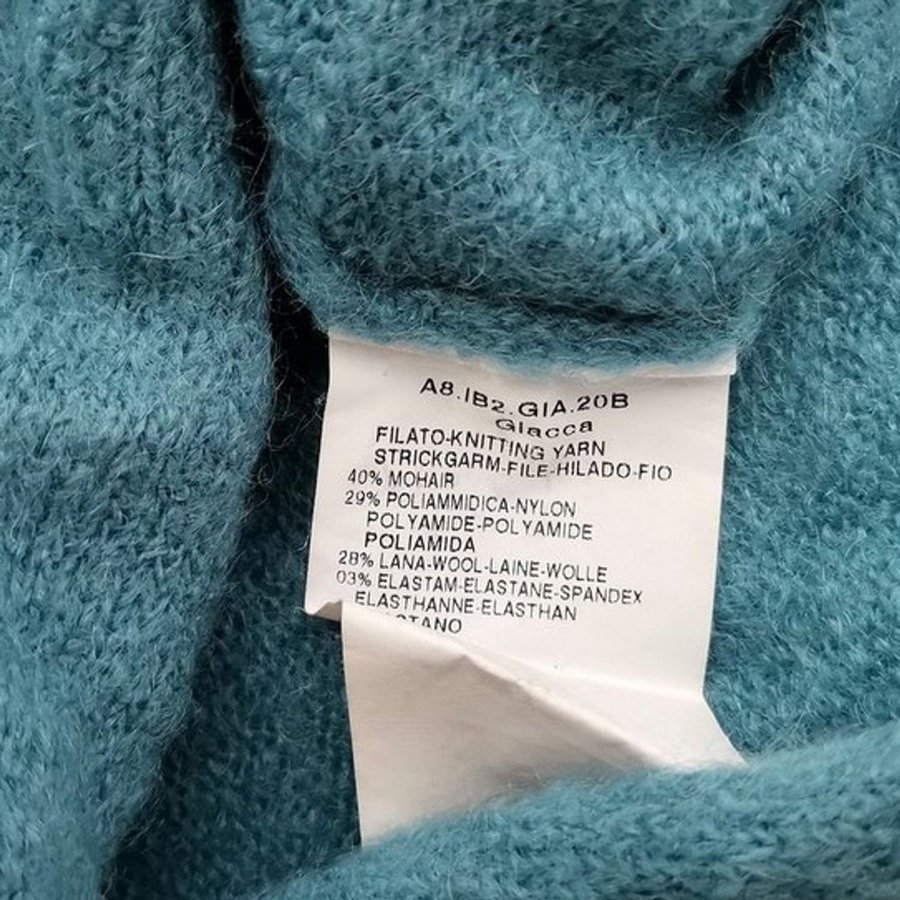 A8.IB2.GIA.20B
Giacca
FILATO-KNITTING YARN
STRICKGARM-FILE-HILADO-FIO
40% MOHAIR
29% POLIAMMIDICA-NYLON
POLYAMIDE-POLYAMIDE
POLIAMIDA
28% LANA-WOOL-LAINE-WOLLE
03% ELASTAM-ELASTANE-SPANDEX
ELASTHANNE-ELASTHAN